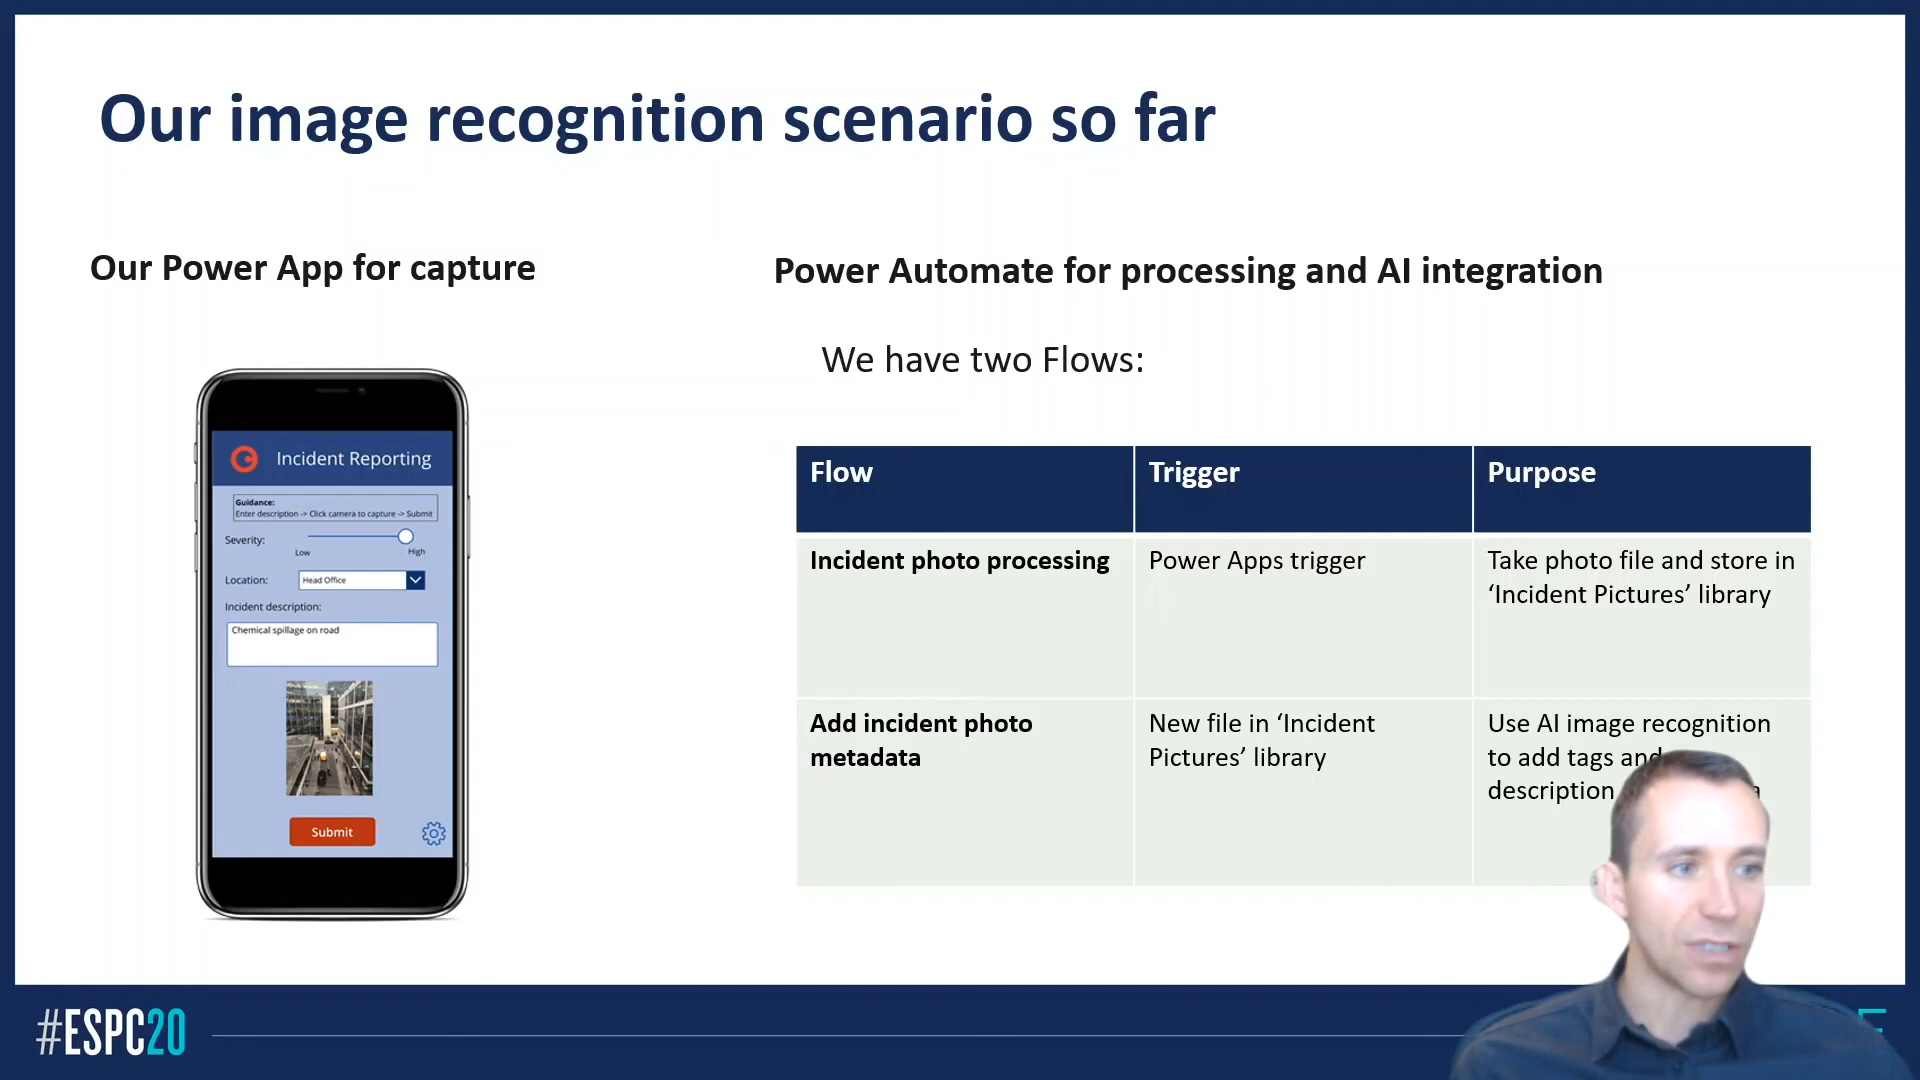 Our image recognition scenario so far
Our Power App for capture
Power Automate for processing and AI integration
We have two Flows:
Incident Reporting
Guidance:
Enter description -> Click camera to capture -> Submit
Severity:
Low
High
Location:
Head Office
Incident description:
Chemical spillage on road
Submit
Flow
Trigger
Purpose
Incident photo processing
Power Apps trigger
Take photo file and store in
‘Incident Pictures’ library
Add incident photo
metadata
New file in ‘Incident
Pictures’ library
Use AI image recognition
to add tags and
description
#ESPC20